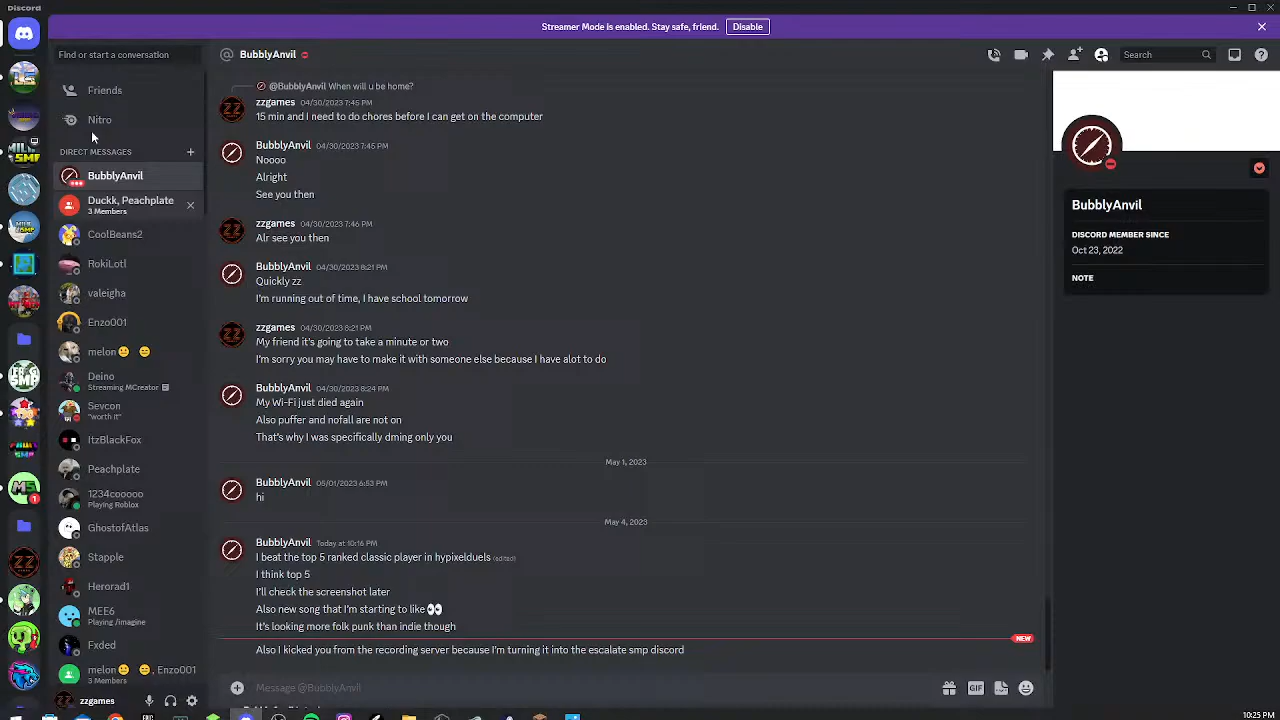 Discord
Streamer Mode is enabled. Stay safe, friend.
Disable
Find or start a conversation
BubblyAnvil
Search
Friends
Nitro
DIRECT MESSAGES
BubblyAnvil
Duckk, Peachplate
3 Members
CoolBeans2
RokiLotl
valeigha
Enzo001
melon
Deino
Streaming MCreator
Sevcon
"worth it"
ItzBlackFox
Peachplate
1234cooooo
Playing Roblox
GhostofAtlas
Stapple
Herorad1
MEE6
Playing /imagine
Fxded
melon , Enzo001
3 Members
zzgames
@BubblyAnvil When will u be home?
zzgames 04/30/2023 7:45 PM
15 min and I need to do chores before I can get on the computer
BubblyAnvil 04/30/2023 7:45 PM
Noooo
Alright
See you then
zzgames 04/30/2023 7:46 PM
Alr see you then
BubblyAnvil 04/30/2023 8:21 PM
Quickly zz
I'm running out of time, I have school tomorrow
zzgames 04/30/2023 8:21 PM
My friend it's going to take a minute or two
I'm sorry you may have to make it with someone else because I have alot to do
BubblyAnvil 04/30/2023 8:24 PM
My Wi-Fi just died again
Also puffer and nofall are not on
That's why I was specifically dming only you
May 1, 2023
BubblyAnvil 05/01/2023 6:53 PM
hi
May 4, 2023
BubblyAnvil Today at 10:16 PM
I beat the top 5 ranked classic player in hypixelduels (edited)
I think top 5
I'll check the screenshot later
Also new song that I'm starting to like 👀
It's looking more folk punk than indie though
NEW
Also I kicked you from the recording server because I'm turning it into the escalate smp discord
Message @BubblyAnvil
GIF
BubblyAnvil
DISCORD MEMBER SINCE
Oct 23, 2022
NOTE
10:25 PM